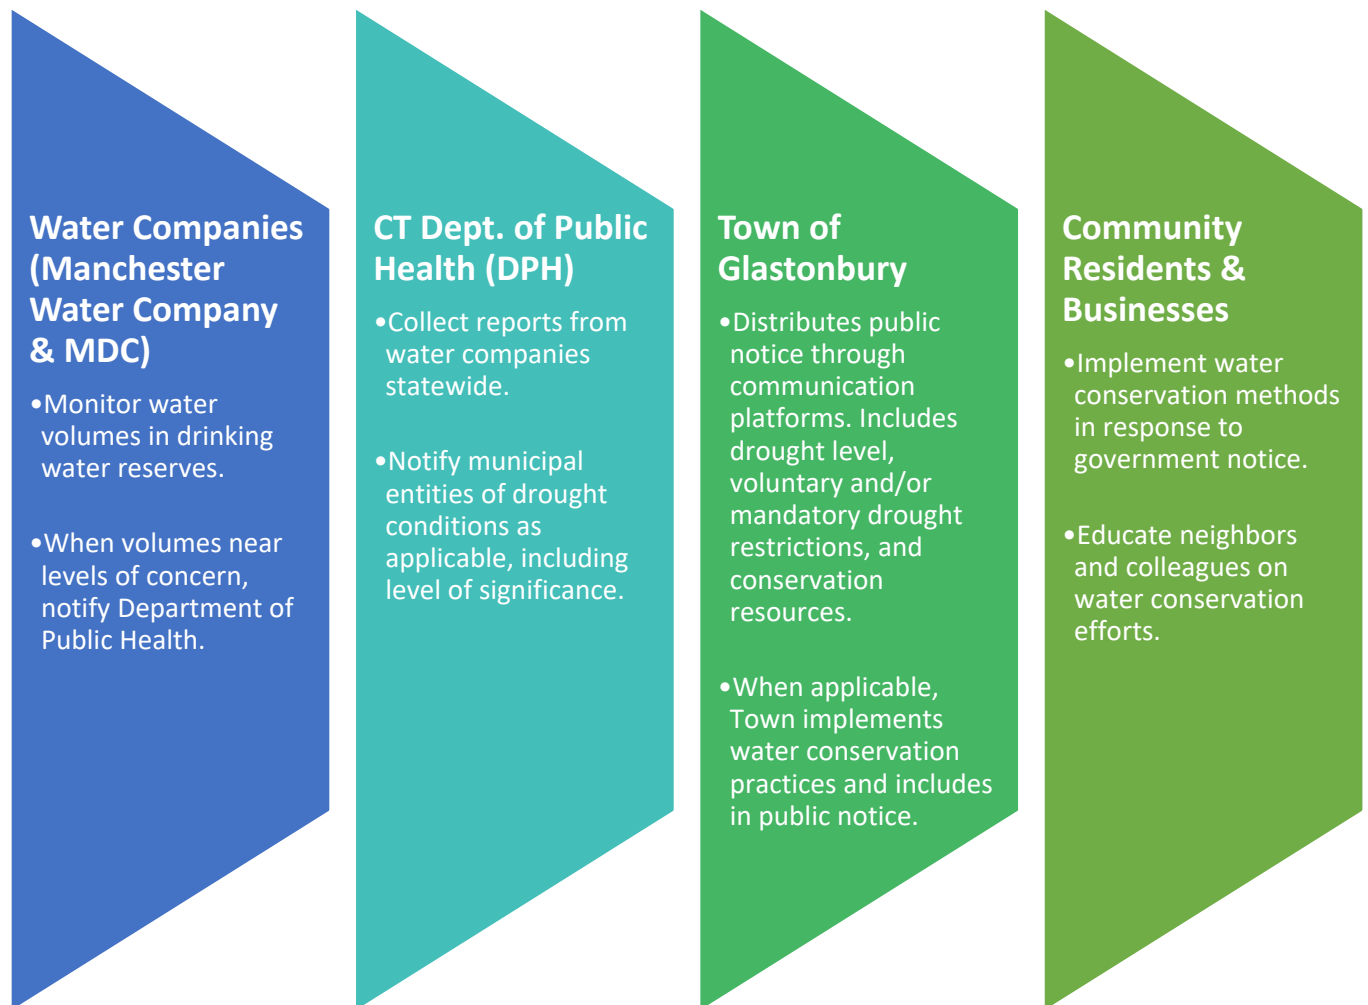 Water Companies
(Manchester
Water Company
& MDC)
•Monitor water
volumes in drinking
water reserves.
•When volumes near
levels of concern,
notify Department of
Public Health.
CT Dept. of Public
Health (DPH)
•Collect reports from
water companies
statewide.
•Notify municipal
entities of drought
conditions as
applicable, including
level of significance.
Town of
Glastonbury
•Distributes public
notice through
communication
platforms. Includes
drought level,
voluntary and/or
mandatory drought
restrictions, and
conservation
resources.
•When applicable,
Town implements
water conservation
practices and includes
in public notice.
Community
Residents &
Businesses
•Implement water
conservation methods
in response to
government notice.
•Educate neighbors
and colleagues on
water conservation
efforts.